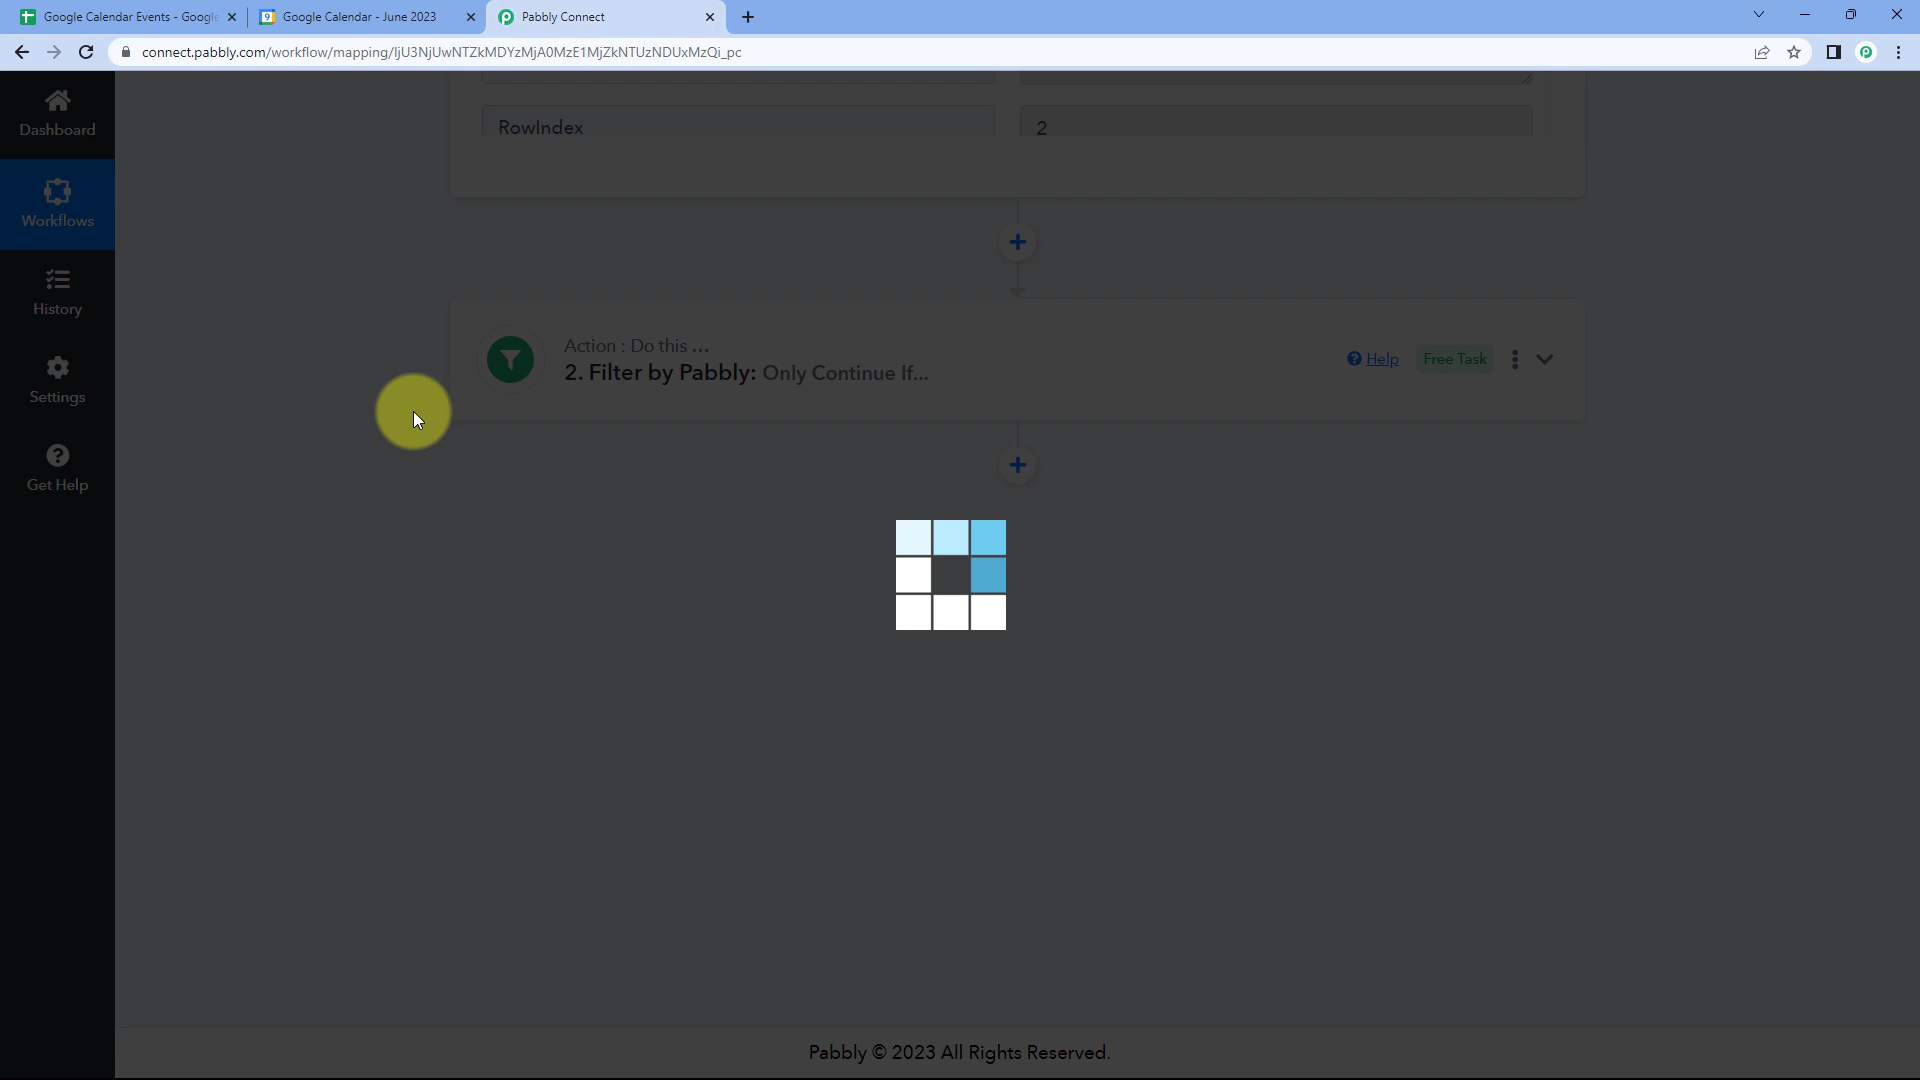 Google Calendar Events - Google
Google Calendar - June 2023
Pabbly Connect
connect.pabbly.com/workflow/mapping/IjU3NjUwNTZkMDYzMjA0MzE1MjZkNTUzNDUxMzQi_pc
Dashboard
Workflows
History
Settings
Get Help
RowIndex
2
Action : Do this ...
2. Filter by Pabbly: Only Continue If...
Help
Free Task
Pabbly © 2023 All Rights Reserved.